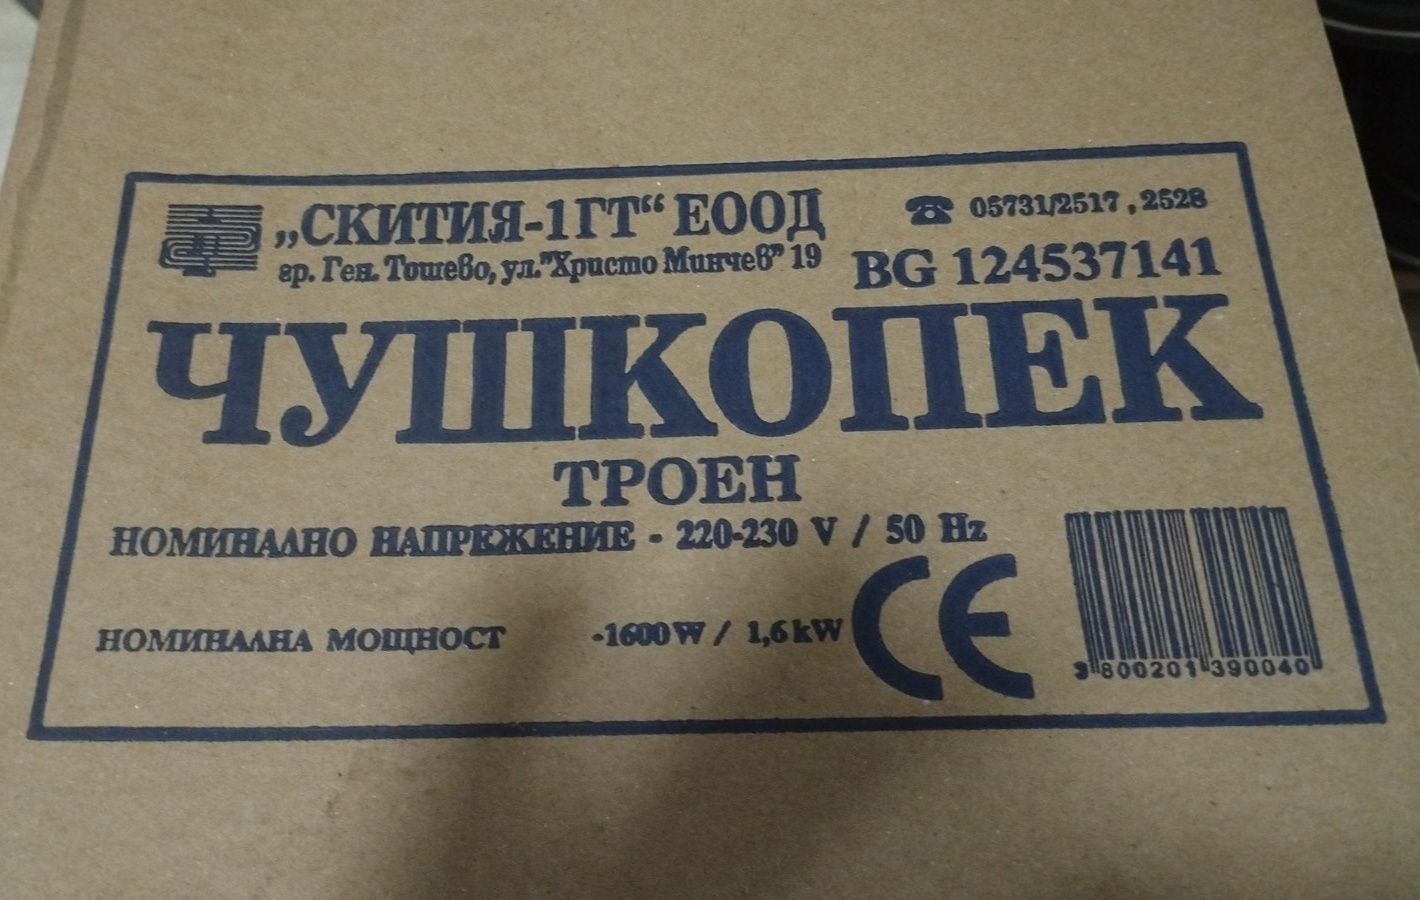 „СКИТИЯ-1ГТ“ ЕООД
гр. Ген. Тошево, ул."Христо Минчев" 19
☎ 05731/2517 , 2528
BG 124537141
ЧУШКОПЕК
ТРОЕН
НОМИНАЛНО НАПРЕЖЕНИЕ - 220-230 V / 50 Hz
НОМИНАЛНА МОЩНОСТ -1600 W / 1,6 kW
CE
3 800201 390040